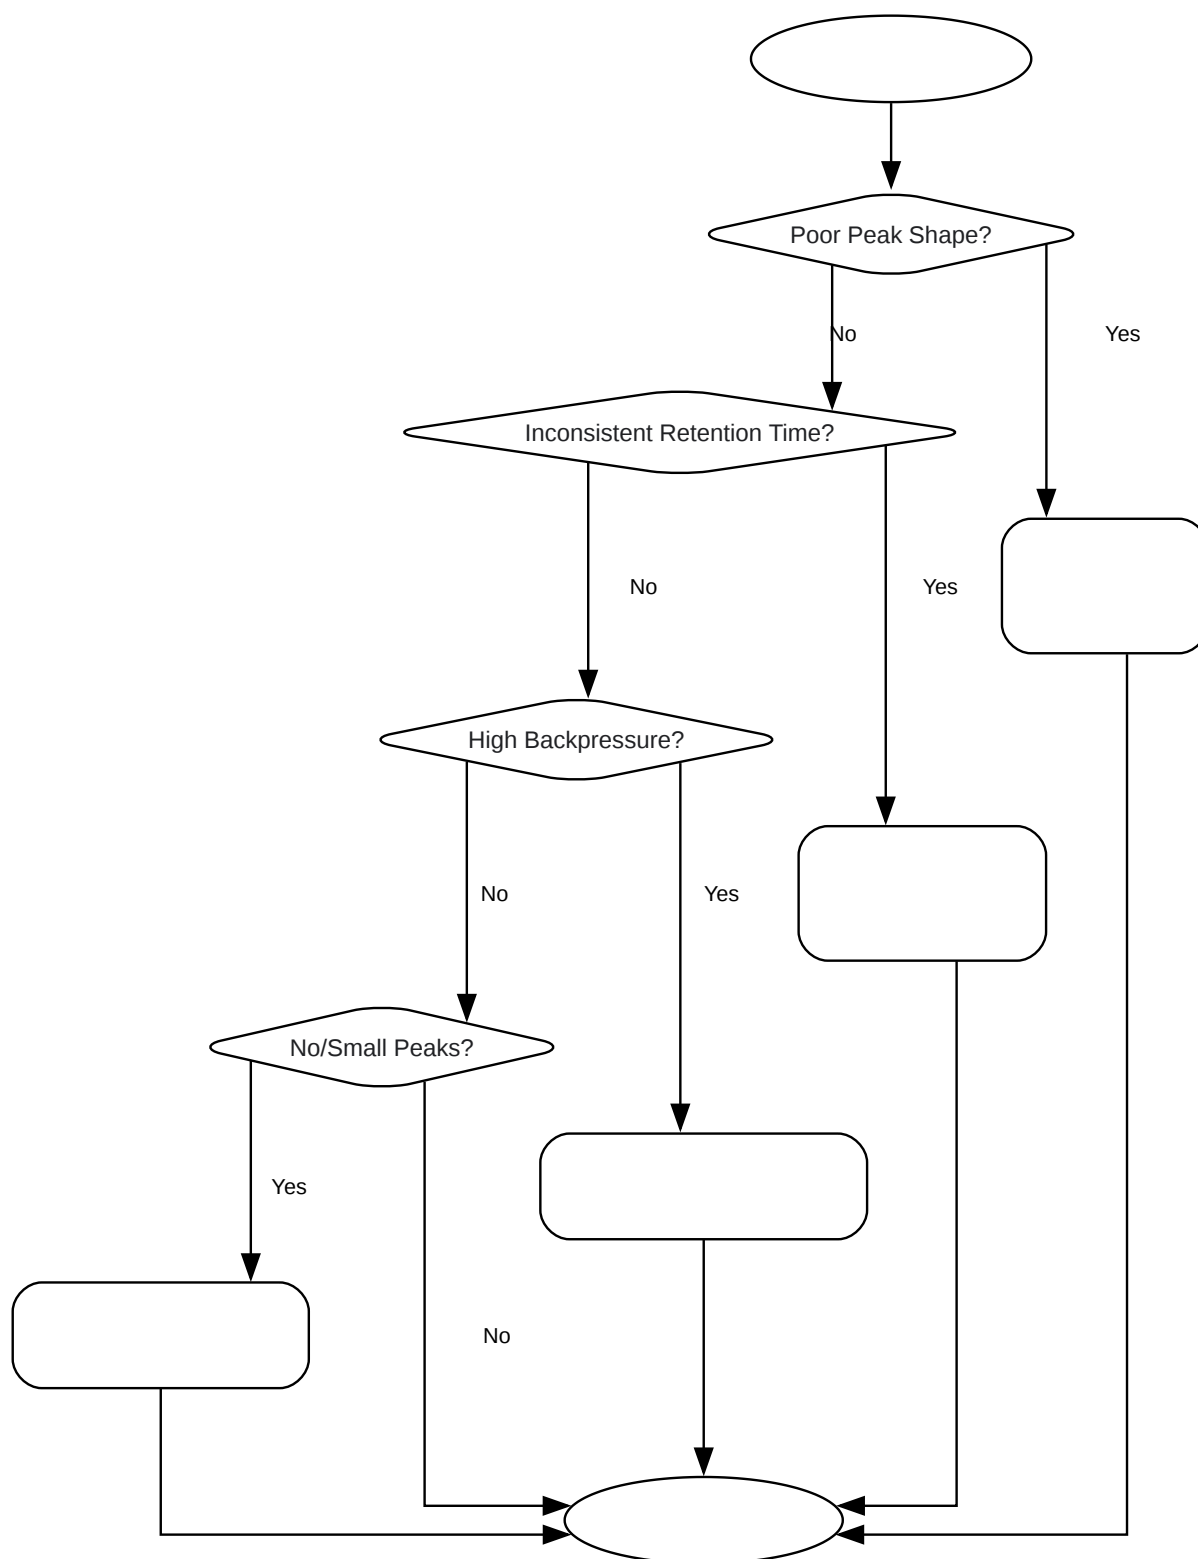 Poor Peak Shape?
No
Yes
Inconsistent Retention Time?
No
Yes
High Backpressure?
No
Yes
No/Small Peaks?
Yes
No